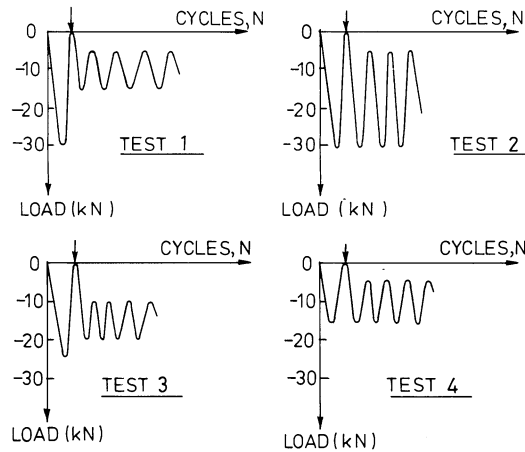 CYCLES, N
0
-10
-20
-30
TEST 1
LOAD (kN)
CYCLES, N
0
-10
-20
-30
TEST 2
LOAD (kN)
CYCLES, N
0
-10
-20
-30
TEST 3
LOAD (kN)
CYCLES, N
0
-10
-20
-30
TEST 4
LOAD (kN)